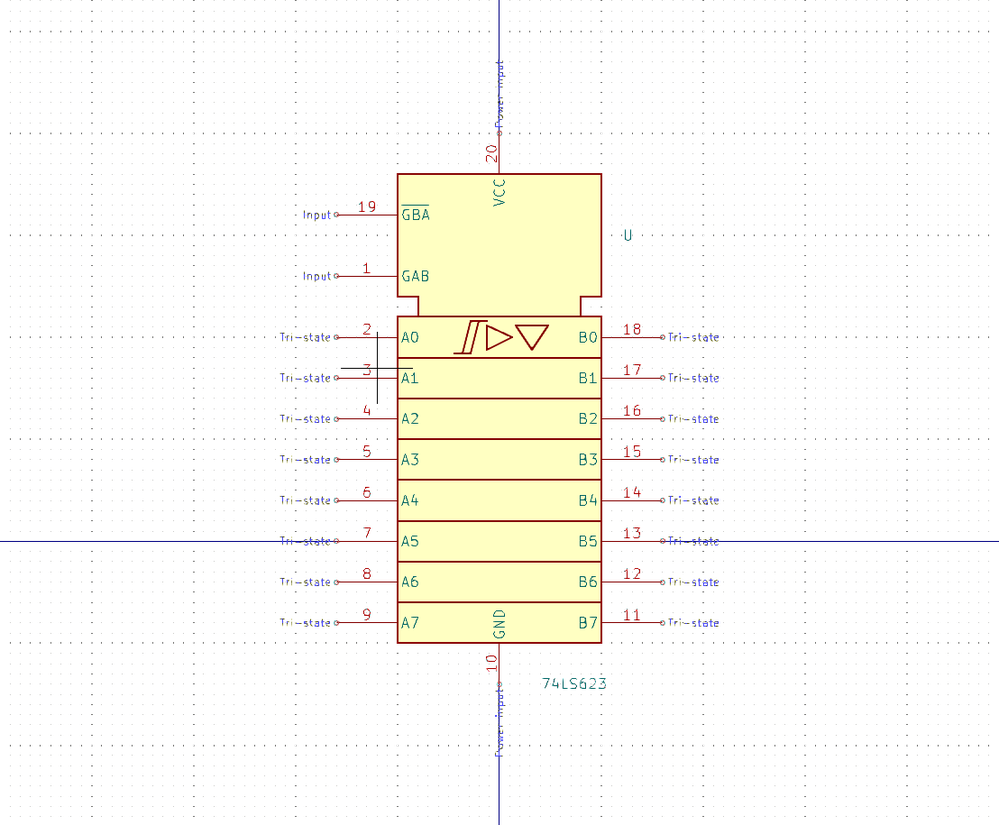 Power input
20
VCC
Input 19 GBA
U
Input 1 GAB
Tri-state 2 A0 B0 18 Tri-state
Tri-state 3 A1 B1 17 Tri-state
Tri-state 4 A2 B2 16 Tri-state
Tri-state 5 A3 B3 15 Tri-state
Tri-state 6 A4 B4 14 Tri-state
Tri-state 7 A5 B5 13 Tri-state
Tri-state 8 A6 B6 12 Tri-state
Tri-state 9 A7 B7 11 Tri-state
GND
10
74LS623
Power input